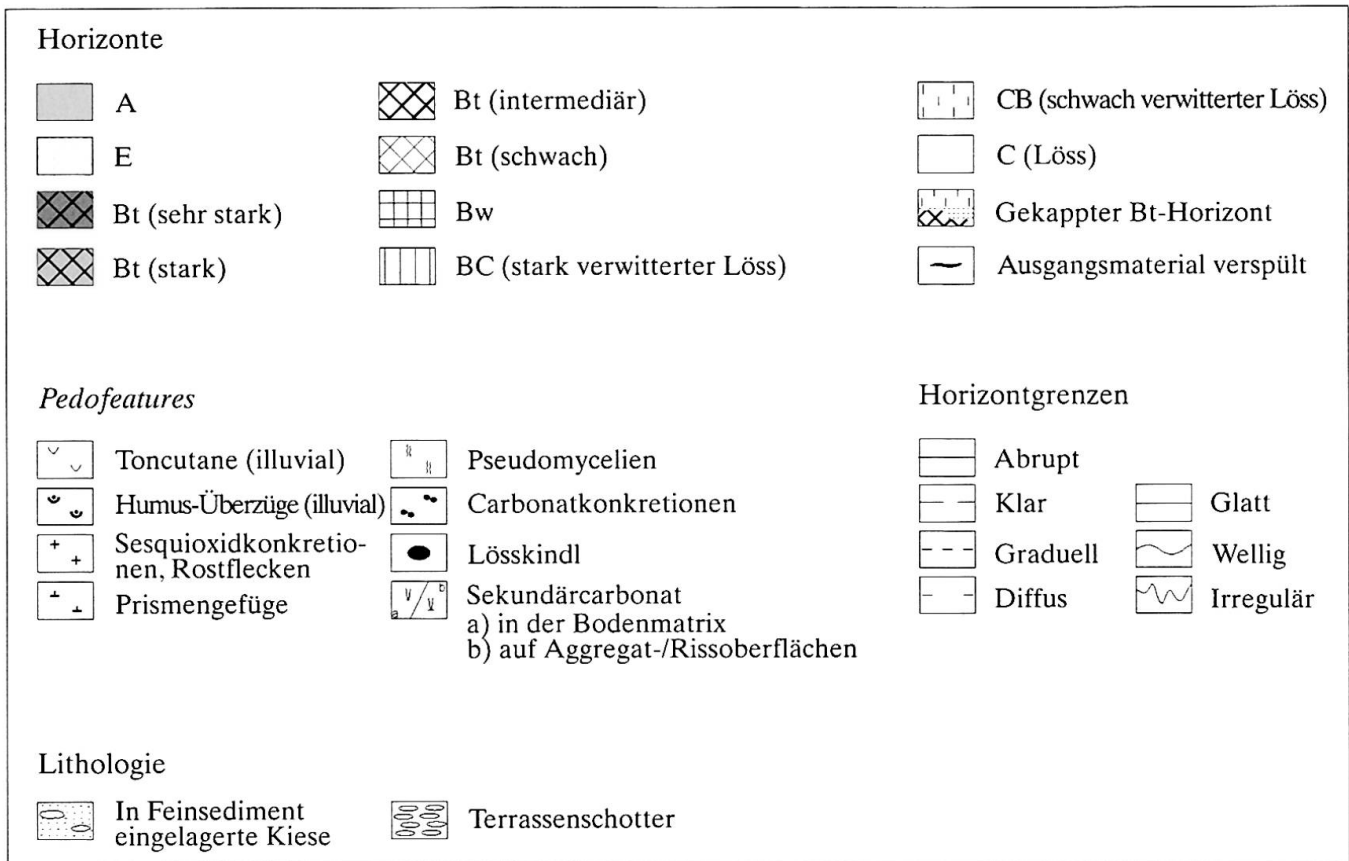 Horizonte
A
E
Bt (sehr stark)
Bt (stark)
Bt (intermediär)
Bt (schwach)
Bw
BC (stark verwitterter Löss)
CB (schwach verwitterter Löss)
C (Löss)
Gekappter Bt-Horizont
Ausgangsmaterial verspült
Pedofeatures
Toncutane (illuvial)
Humus-Überzüge (illuvial)
Sesquioxidkonkretio-
nen, Rostflecken
Prismengefüge
Pseudomycelien
Carbonatkonkretionen
Lösskindl
a b
Sekundärcarbonat
a) in der Bodenmatrix
b) auf Aggregat-/Rissoberflächen
Horizontgrenzen
Abrupt
Klar
Graduell
Diffus
Glatt
Wellig
Irregulär
Lithologie
In Feinsediment
eingelagerte Kiese
Terrassenschotter